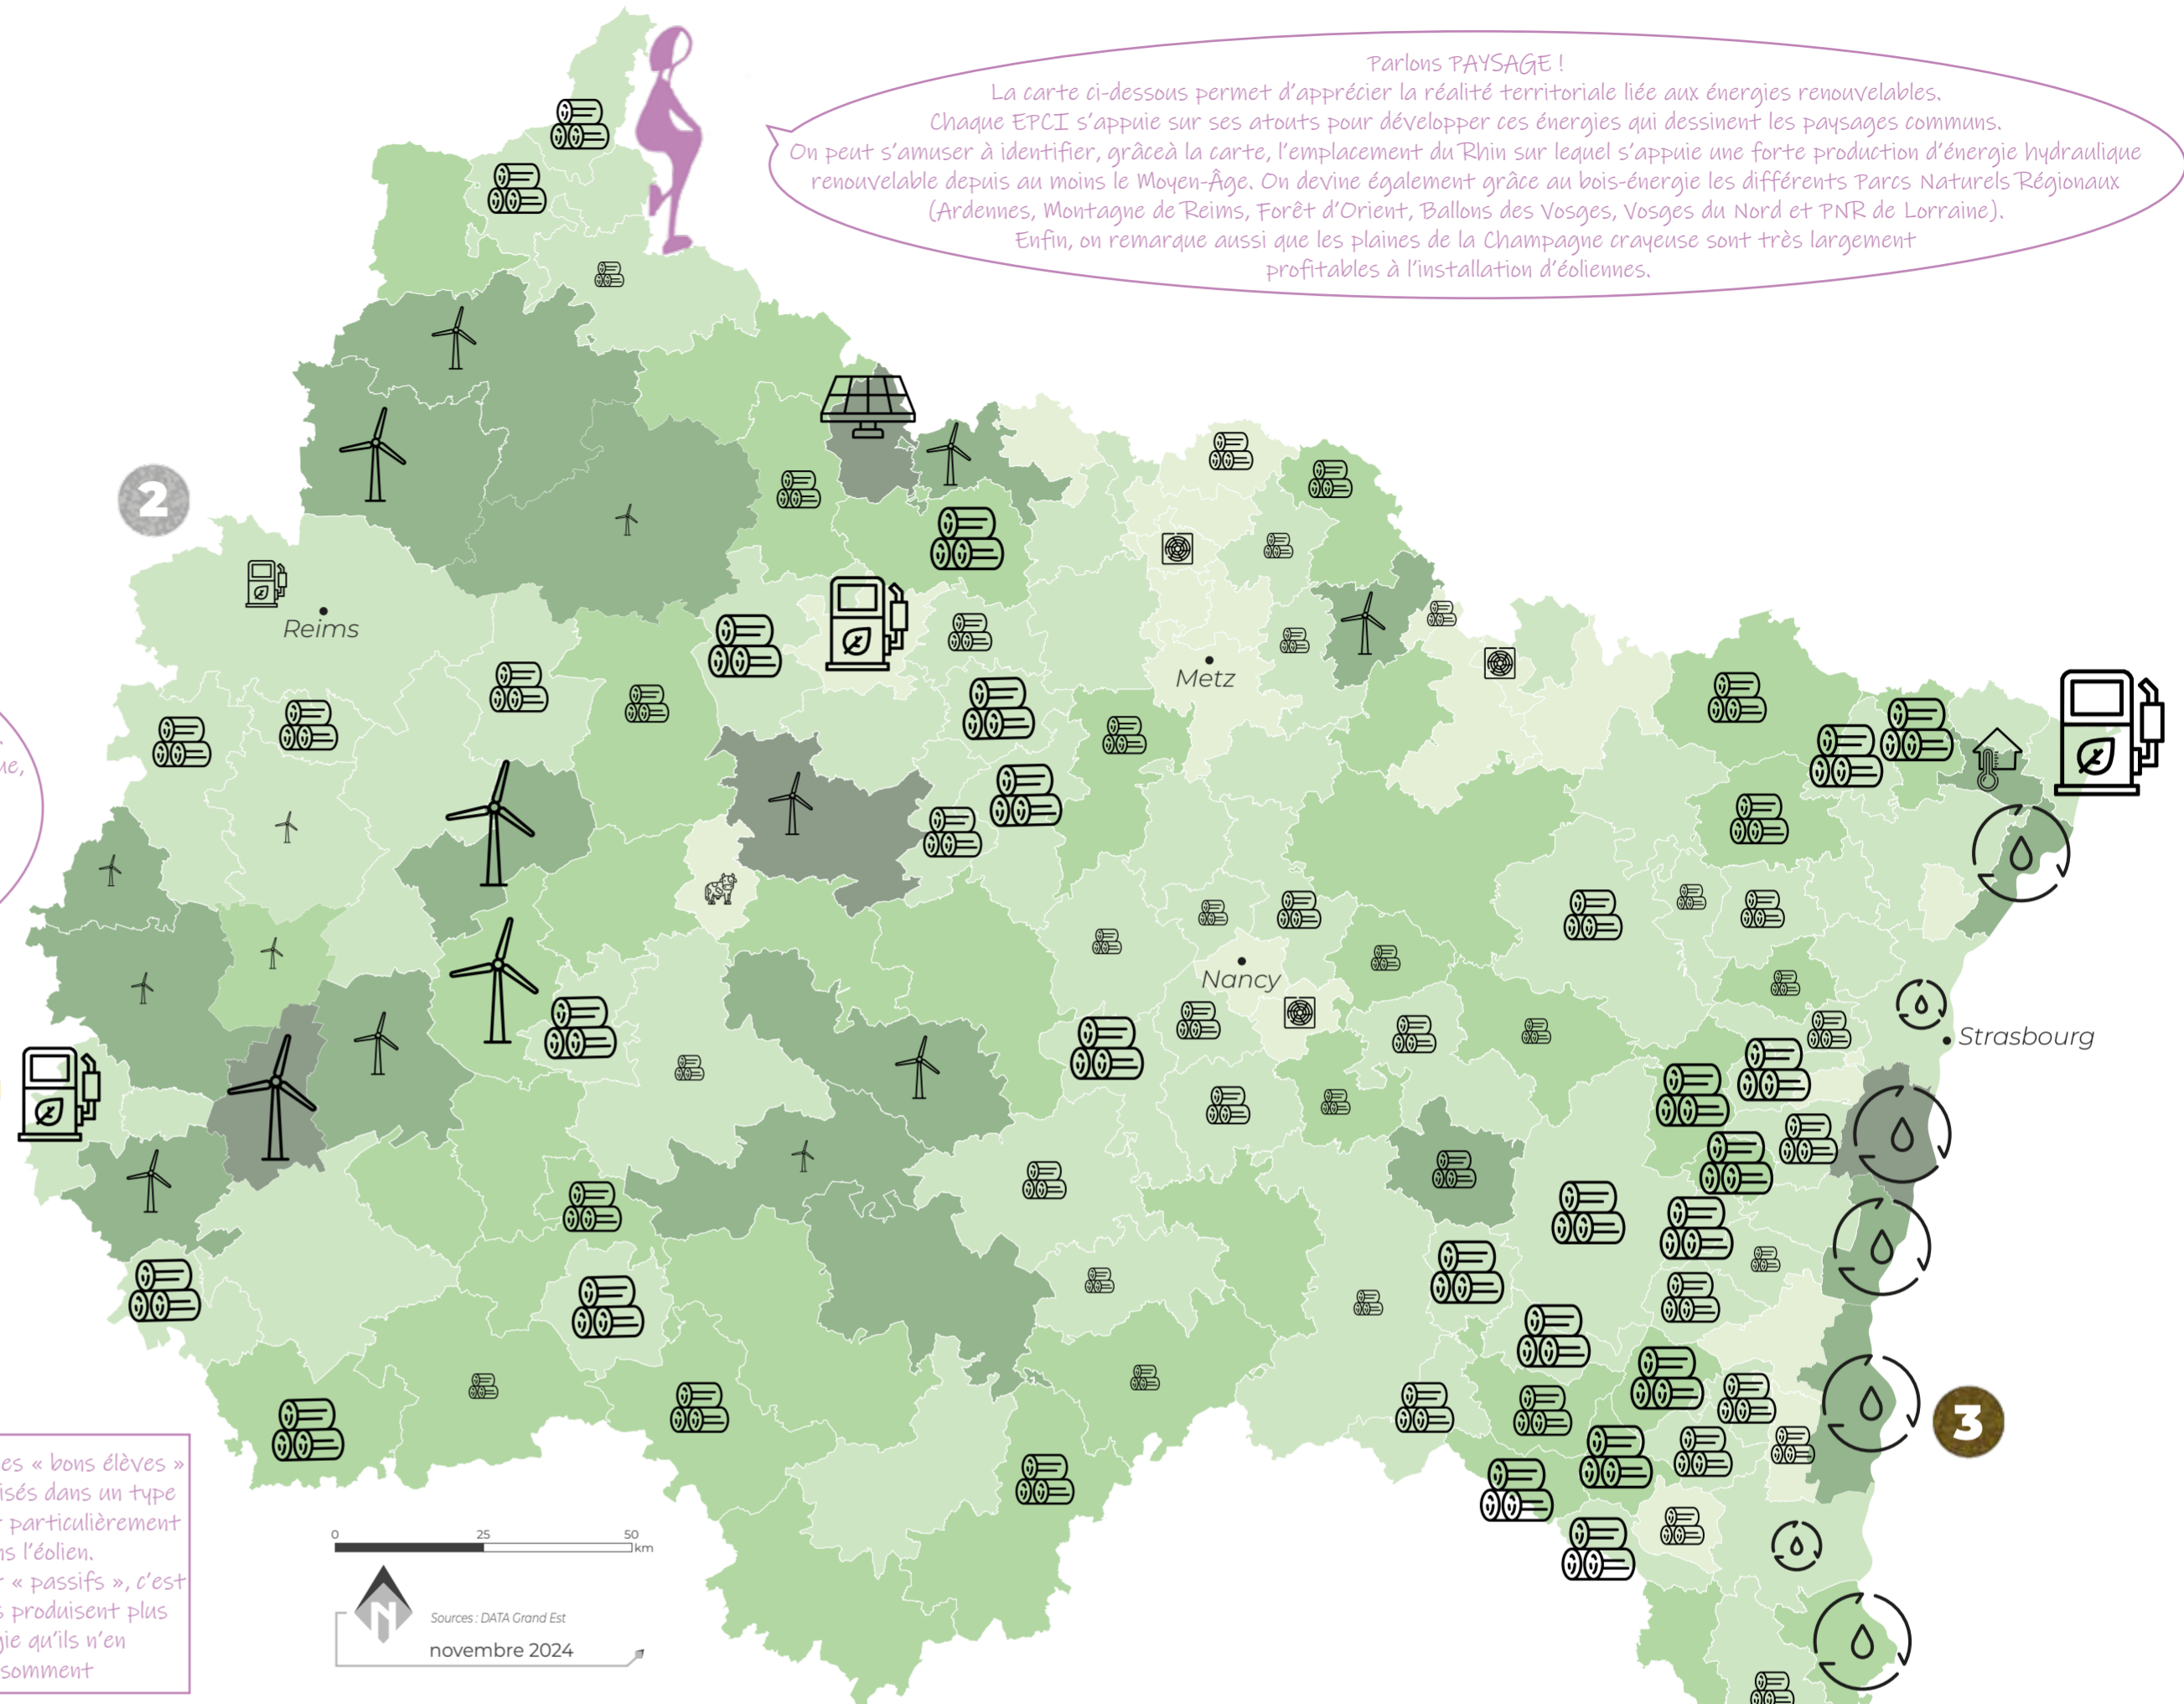 Parlons PAYSAGE !
La carte ci-dessous permet d'apprécier la réalité territoriale liée aux énergies renouvelables.
Chaque EPCI s'appuie sur ses atouts pour développer ces énergies qui dessinent les paysages communs.
On peut s'amuser à identifier, grâceà la carte, l'emplacement du Rhin sur lequel s'appuie une forte production d'énergie hydraulique
renouvelable depuis au moins le Moyen-Âge. On devine également grâce au bois-énergie les différents Parcs Naturels Régionaux
(Ardennes, Montagne de Reims, Forêt d'Orient, Ballons des Vosges, Vosges du Nord et PNR de Lorraine).
Enfin, on remarque aussi que les plaines de la Champagne crayeuse sont très largement
profitables à l'installation d'éoliennes.
2
Reims
Metz
ue,
Nancy
Strasbourg
3
es « bons élèves »
isés dans un type
particulièrement
ns l'éolien.
r « passifs », c'est
s produisent plus
gie qu'ils n'en
somment
0 25 50
km
N
Sources : DATA Grand Est
novembre 2024